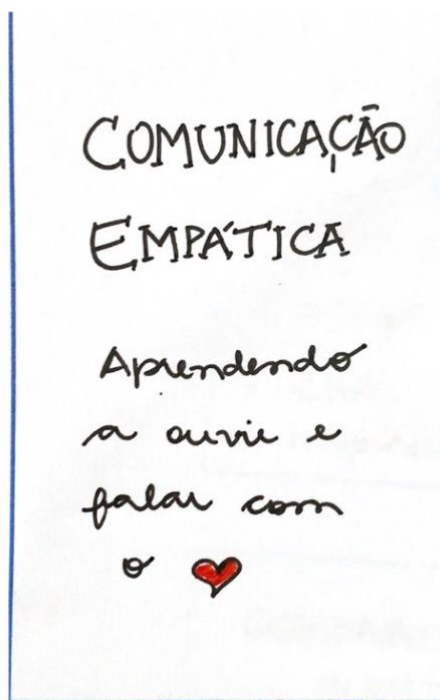 COMUNICAÇÃO
EMPÁTICA
Aprendendo
a ouvir e
falar com
o ❤